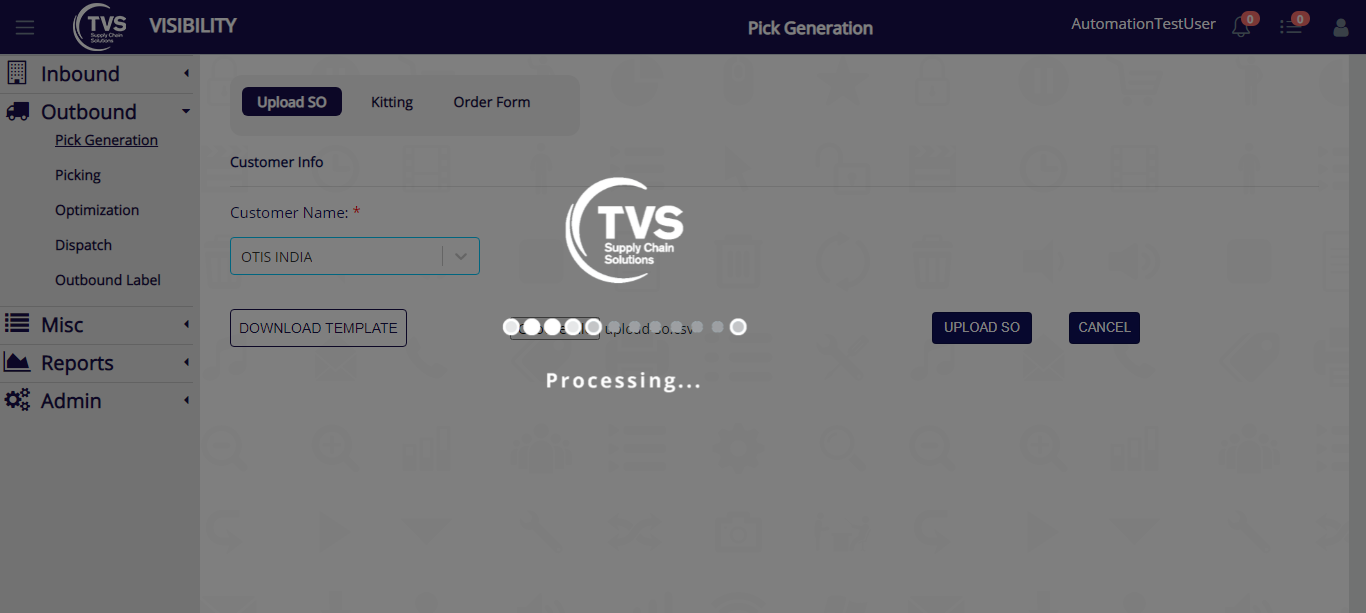 TVS
Supply Chain
Solutions
VISIBILITY
Pick Generation
AutomationTestUser
0
0
Inbound
Outbound
Pick Generation
Picking
Optimization
Dispatch
Outbound Label
Misc
Reports
Admin
Upload SO
Kitting
Order Form
Customer Info
Customer Name: *
OTIS INDIA
TVS
Supply Chain
Solutions
DOWNLOAD TEMPLATE
upload
UPLOAD SO
CANCEL
Processing...